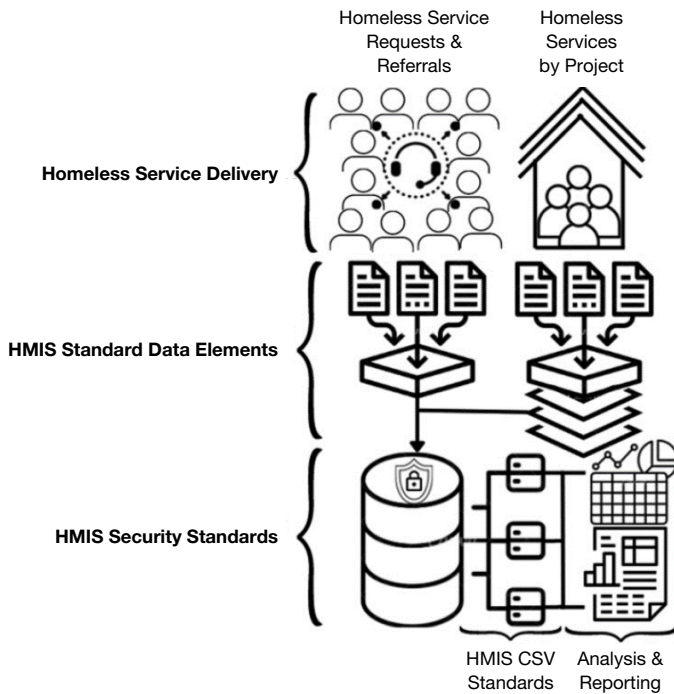 Homeless Service
Requests &
Referrals
Homeless
Services
by Project
Homeless Service Delivery
HMIS Standard Data Elements
HMIS Security Standards
HMIS CSV
Standards
Analysis &
Reporting